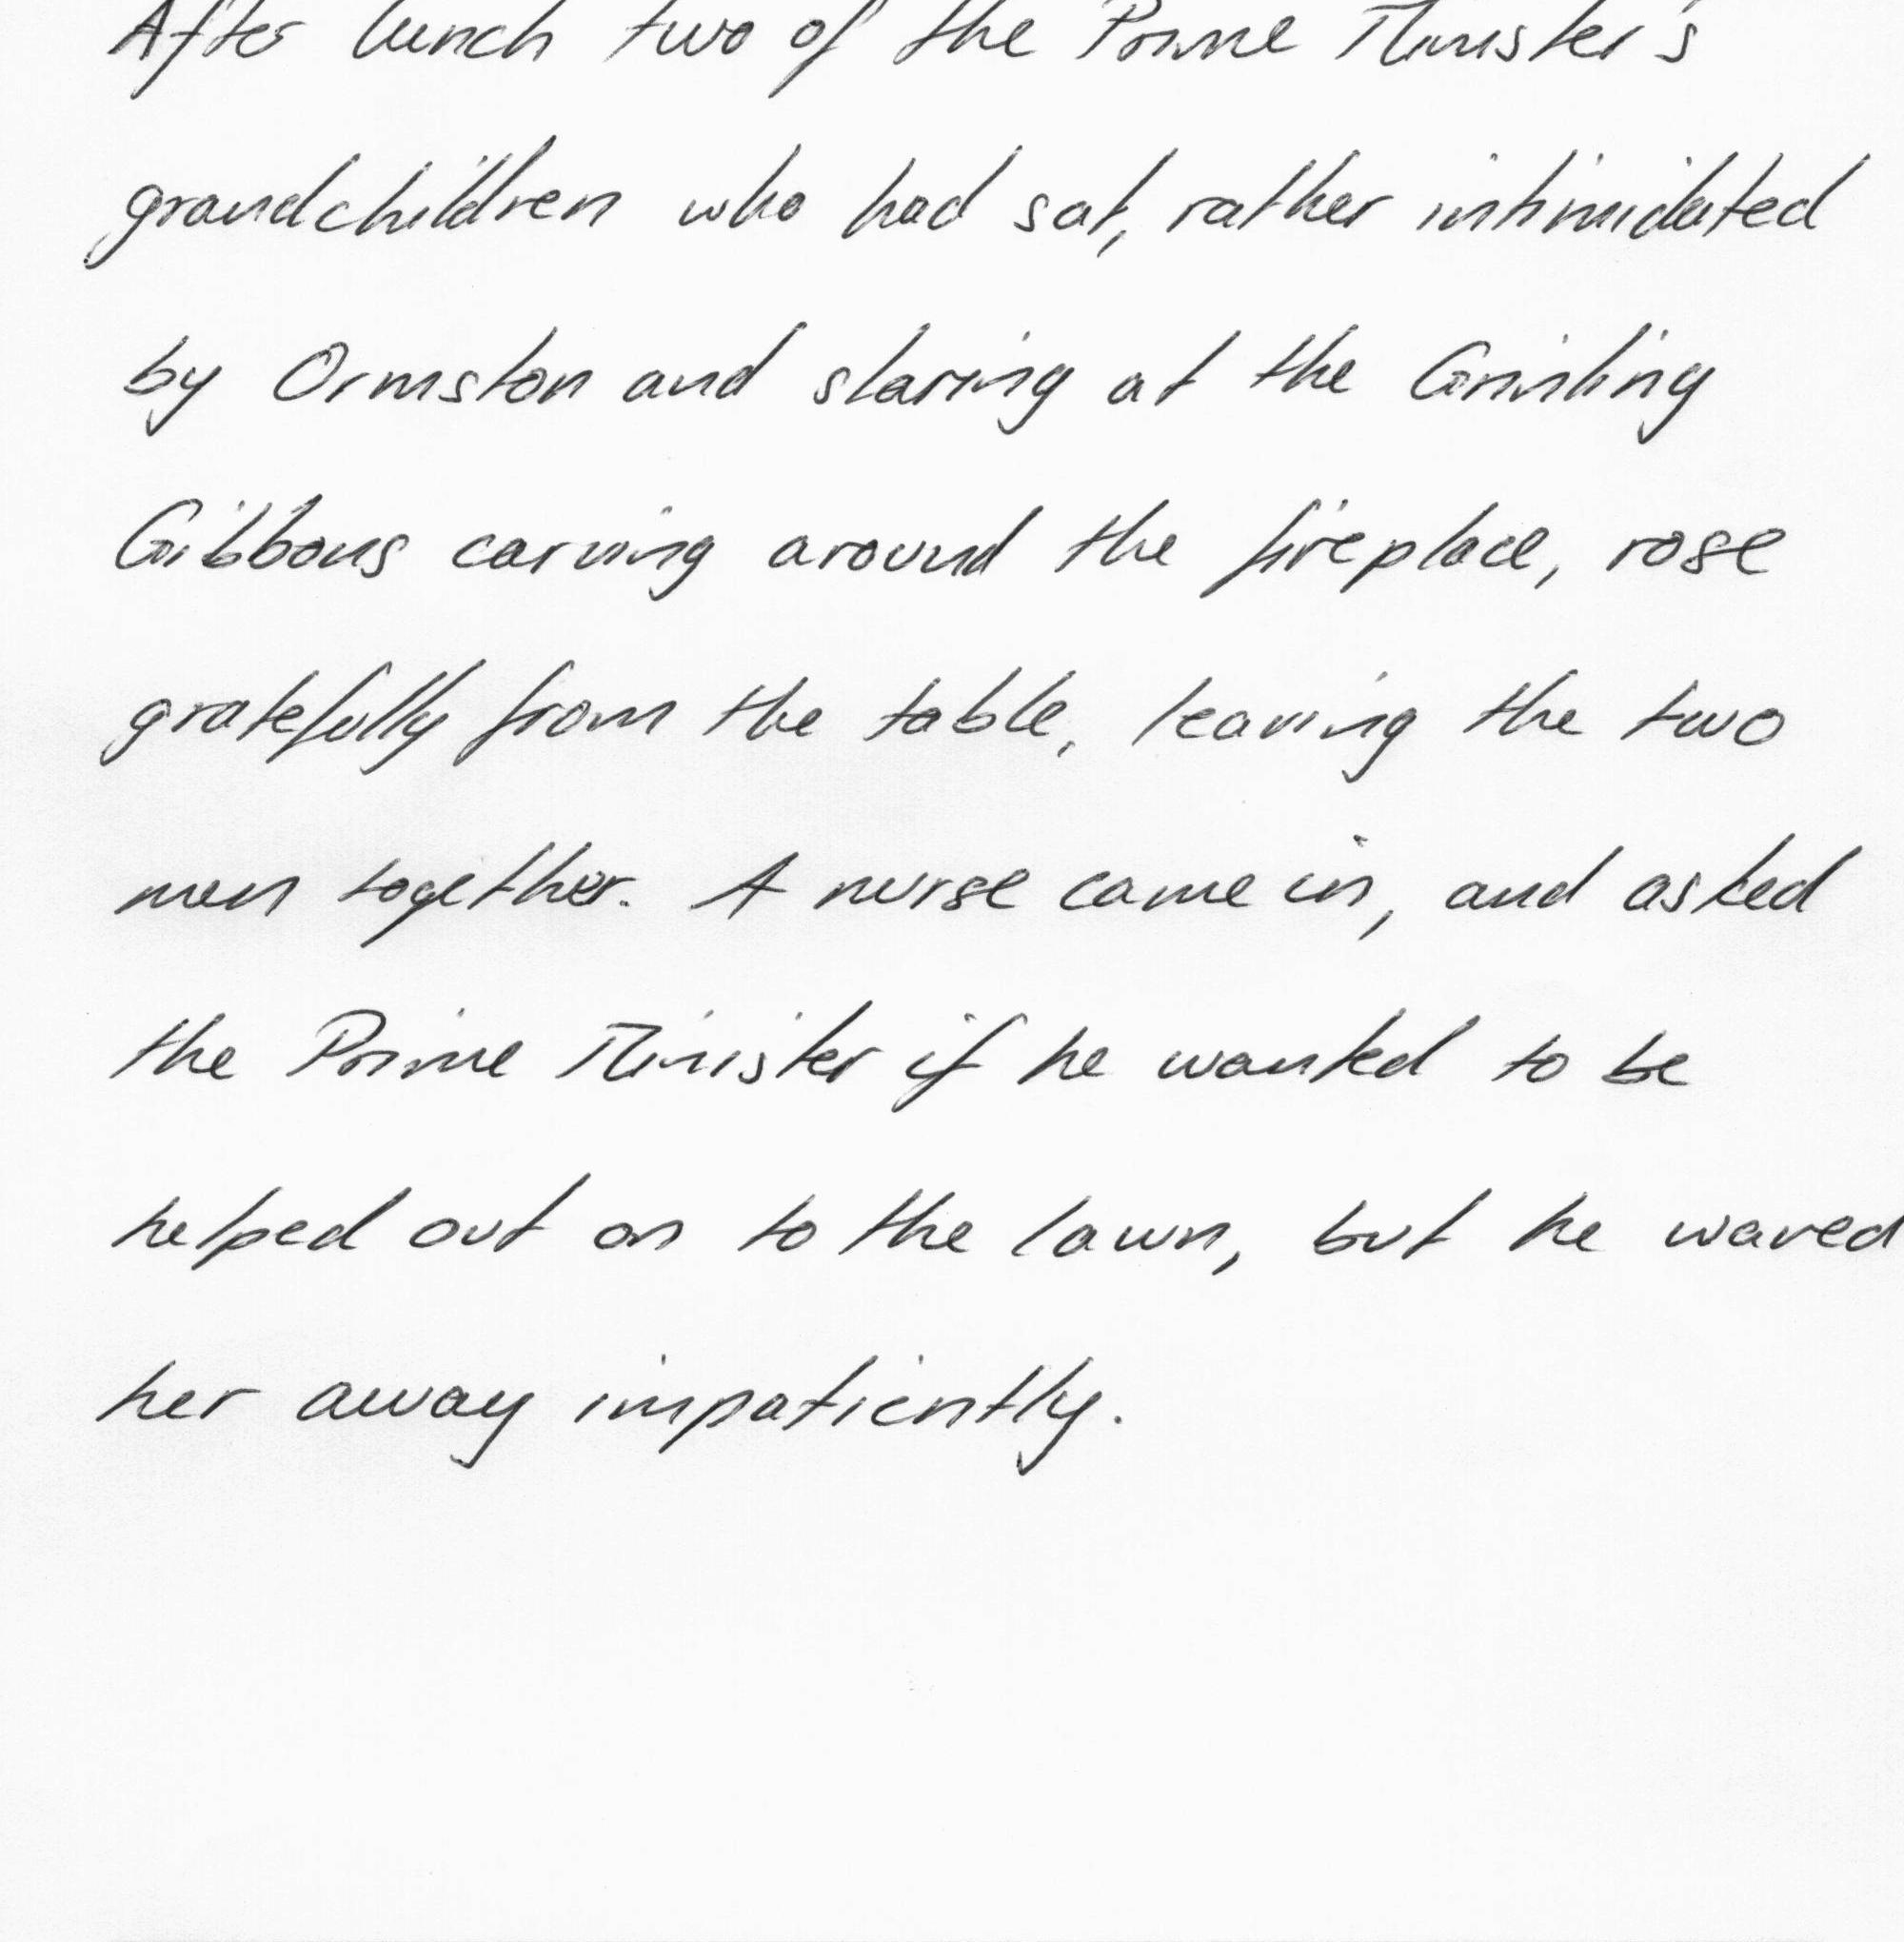 After lunch two of the Prime Minister's
grandchildren who had sat, rather intimidated
by Ormston and staring at the Grinling
Gibbons carving around the fireplace, rose
gratefully from the table, leaving the two
men together. A nurse came in, and asked
the Prime Minister if he wanted to be
helped out on to the lawn, but he waved
her away impatiently.